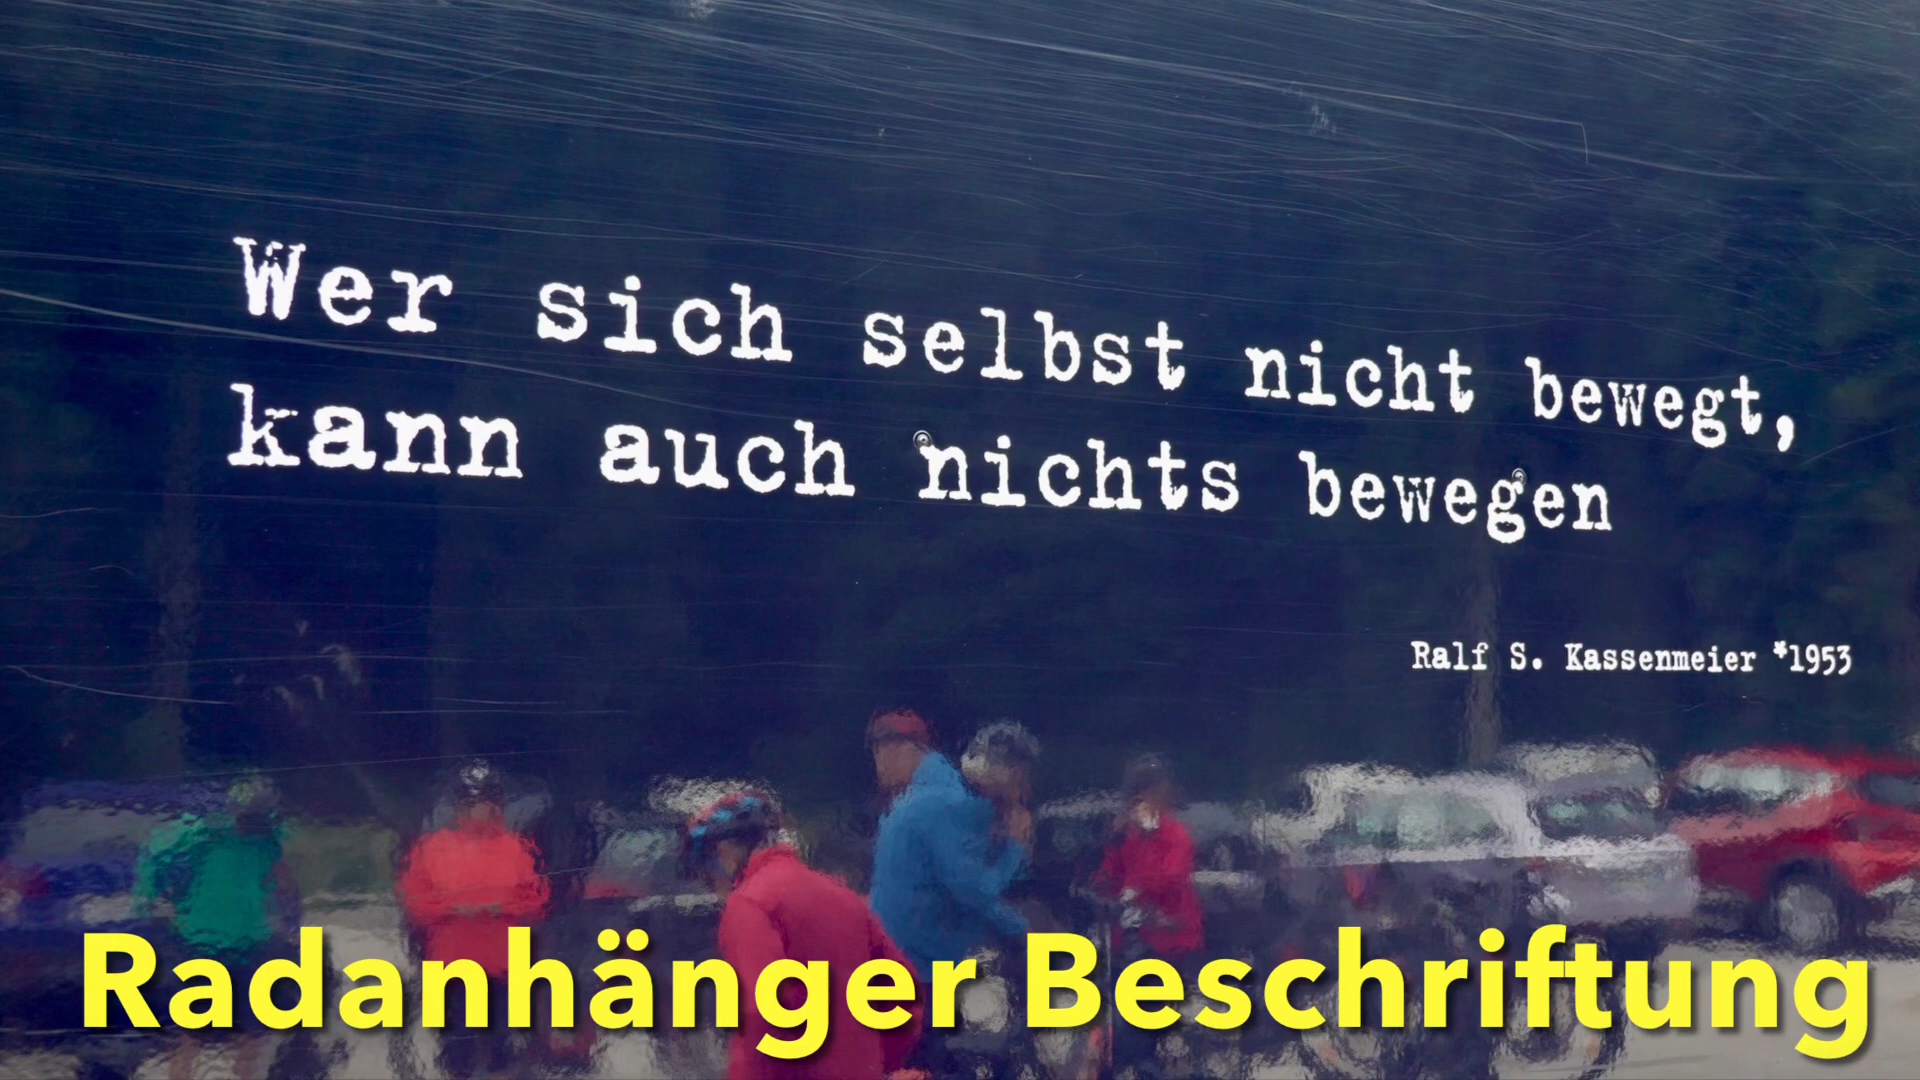 Wer sich selbst nicht bewegt,
kann auch nichts bewegen
Ralf S. Kassenmeier *1953
Radanhänger Beschriftung